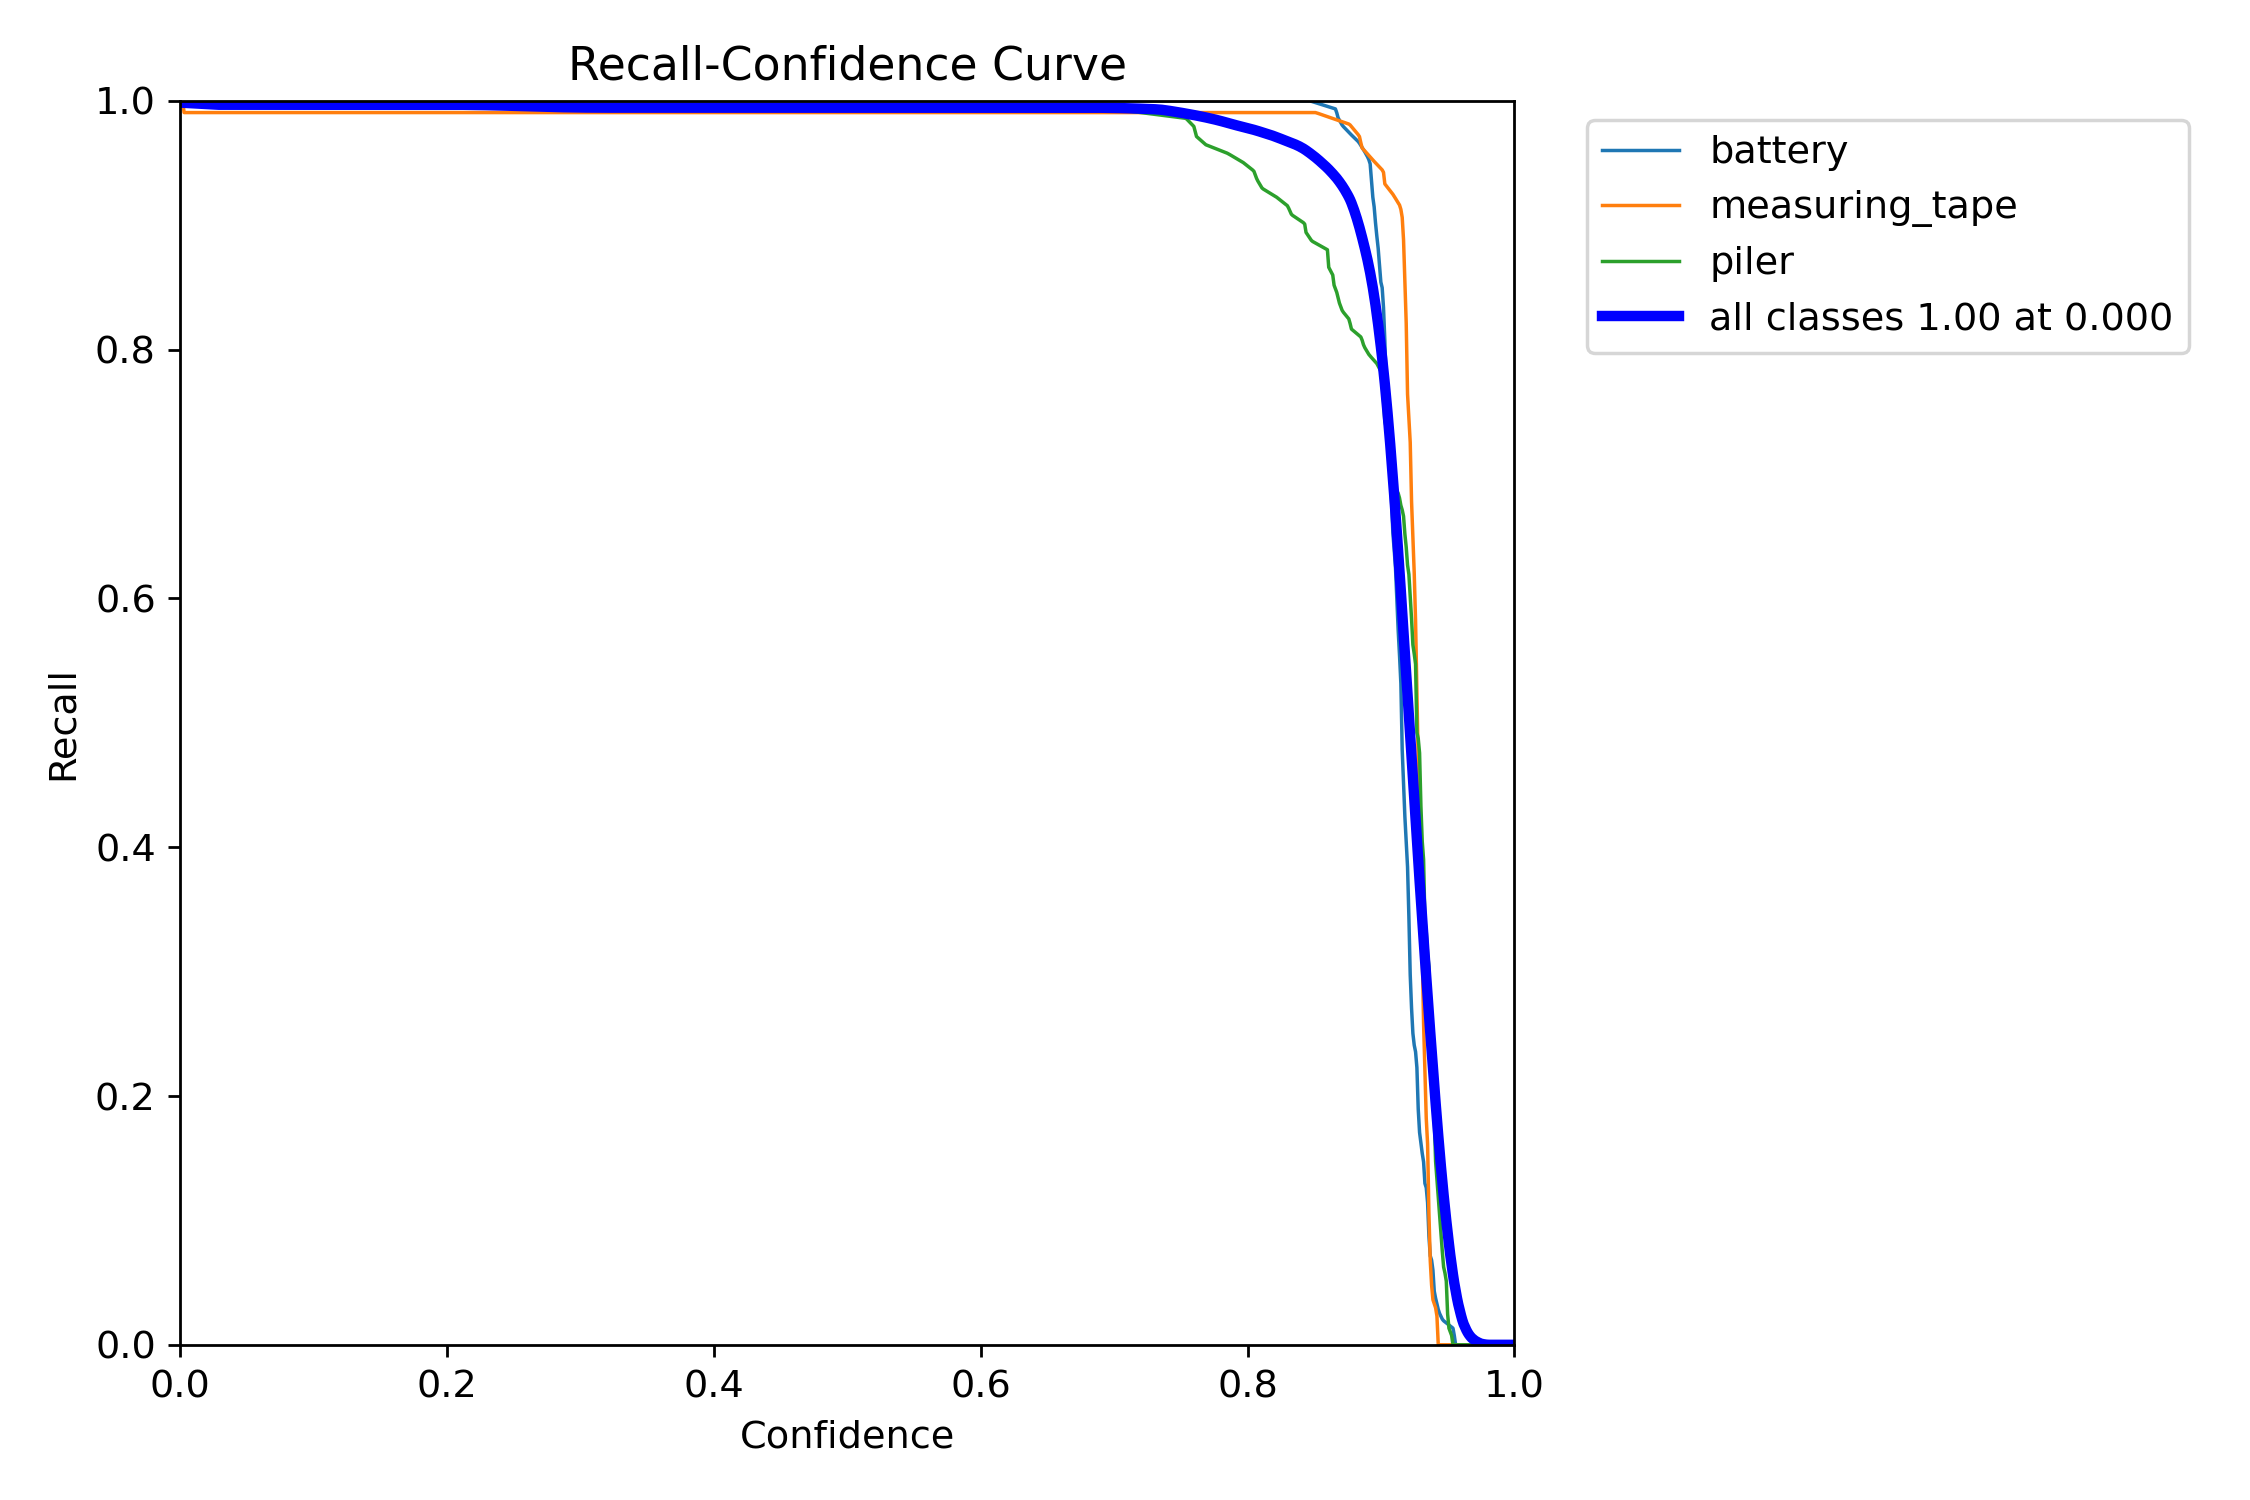 Recall-Confidence Curve
1.0
0.8
0.6
0.4
0.2
0.0
Recall
0.0 0.2 0.4 0.6 0.8 1.0
Confidence
battery
measuring_tape
piler
all classes 1.00 at 0.000